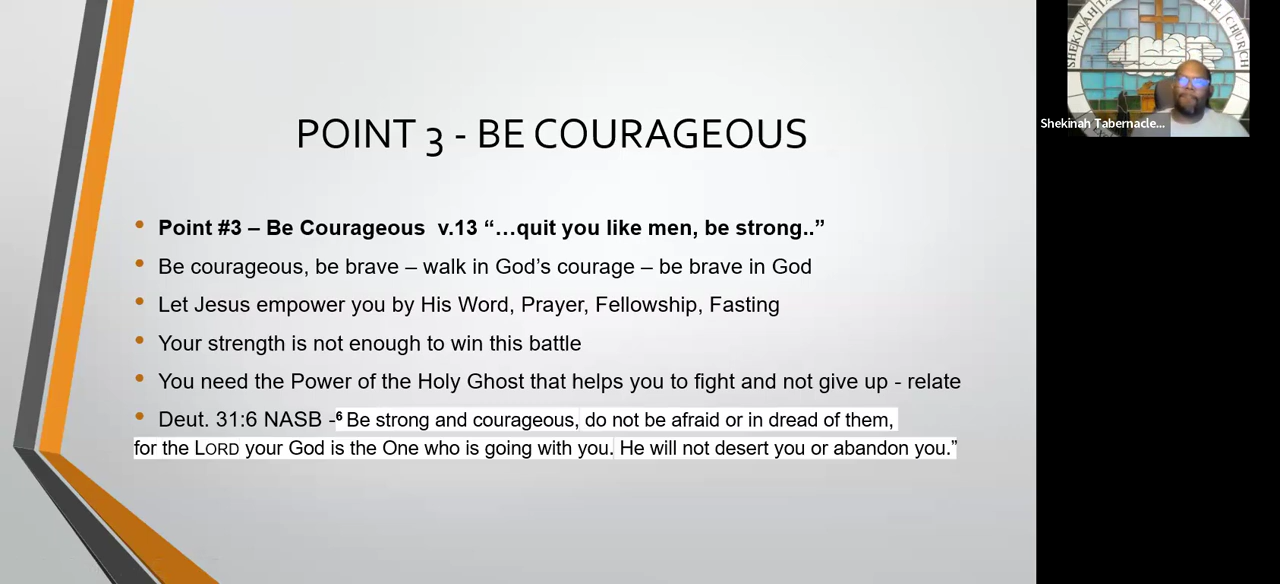 POINT 3 - BE COURAGEOUS
• Point #3 – Be Courageous v.13 “…quit you like men, be strong..”
• Be courageous, be brave – walk in God’s courage – be brave in God
• Let Jesus empower you by His Word, Prayer, Fellowship, Fasting
• Your strength is not enough to win this battle
• You need the Power of the Holy Ghost that helps you to fight and not give up - relate
• Deut. 31:6 NASB -⁶ Be strong and courageous, do not be afraid or in dread of them,
for the LORD your God is the One who is going with you. He will not desert you or abandon you.”
SHEKINAH CHURCH
Shekinah Tabernacle...